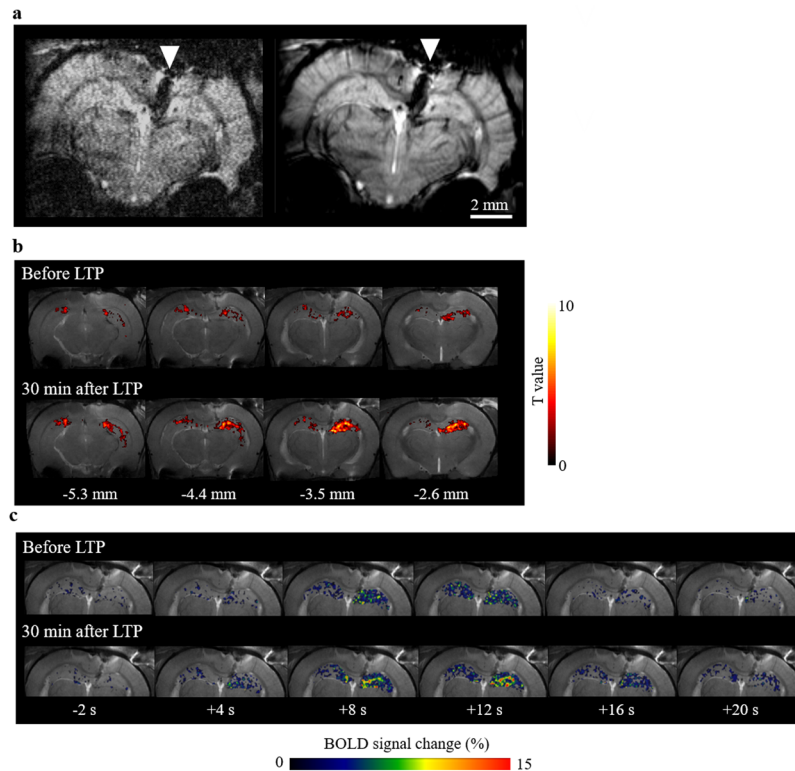 a
2 mm
b
Before LTP
30 min after LTP
-5.3 mm -4.4 mm -3.5 mm -2.6 mm
10
T value
0
c
Before LTP
30 min after LTP
-2 s +4 s +8 s +12 s +16 s +20 s
BOLD signal change (%)
0 15